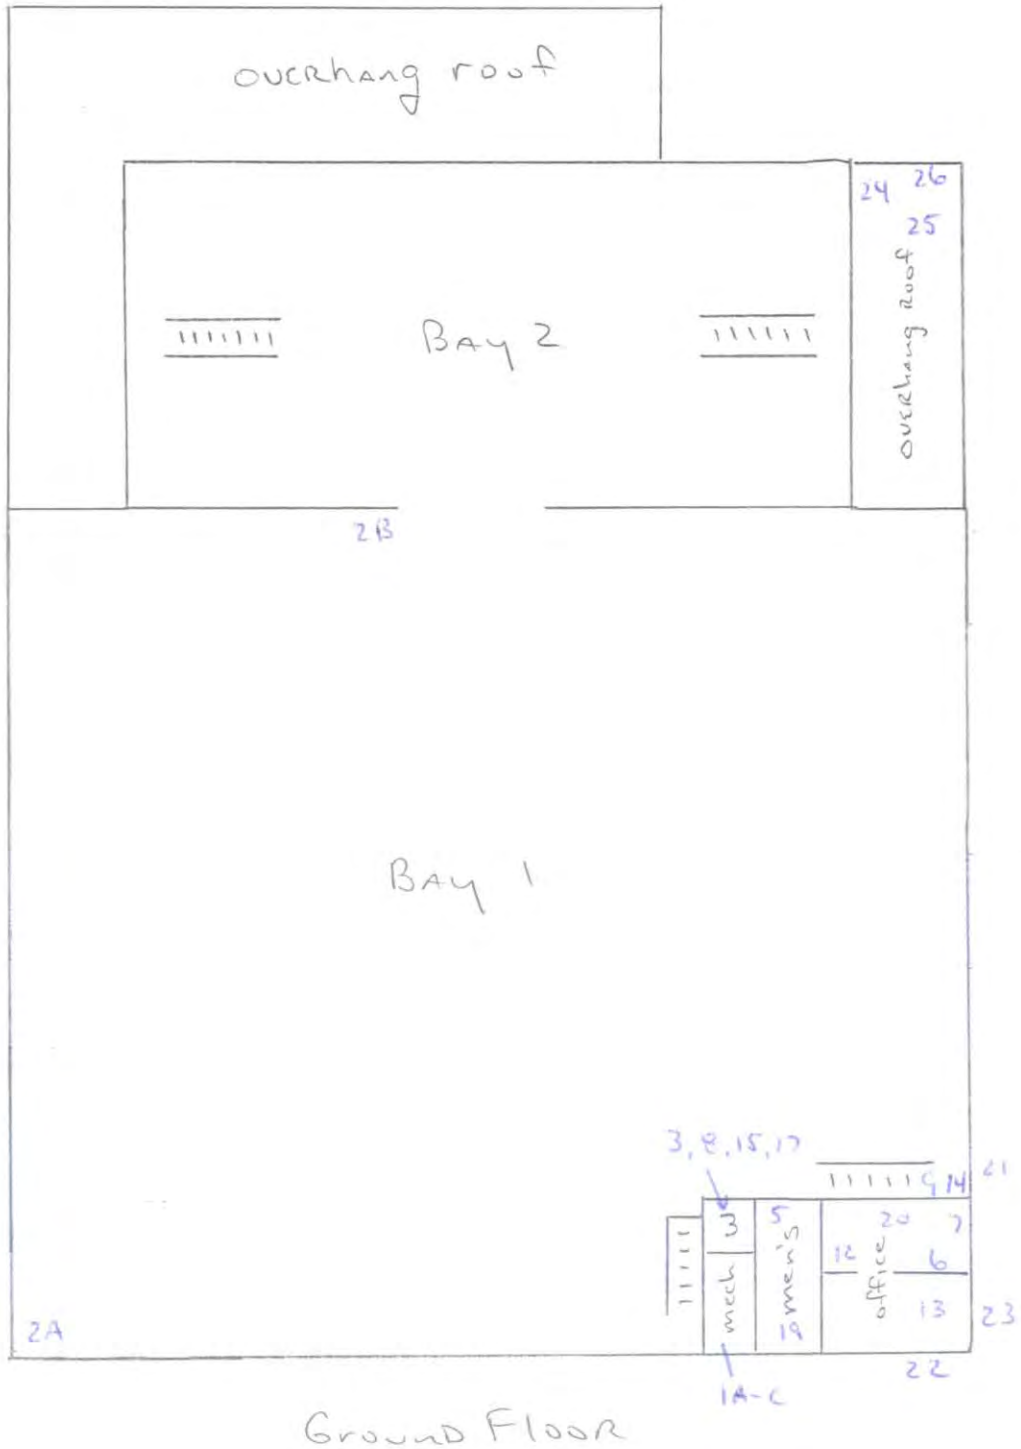 OVERhANg roof
24 26
25
OVERhANg Roof
BAy 2
2B
BAy 1
3, 8, 15, 17
21
9 14
W
5
20 7
men's
12
office
6
mech
13
23
19
2A
22
1A-C
GrounD FlooR